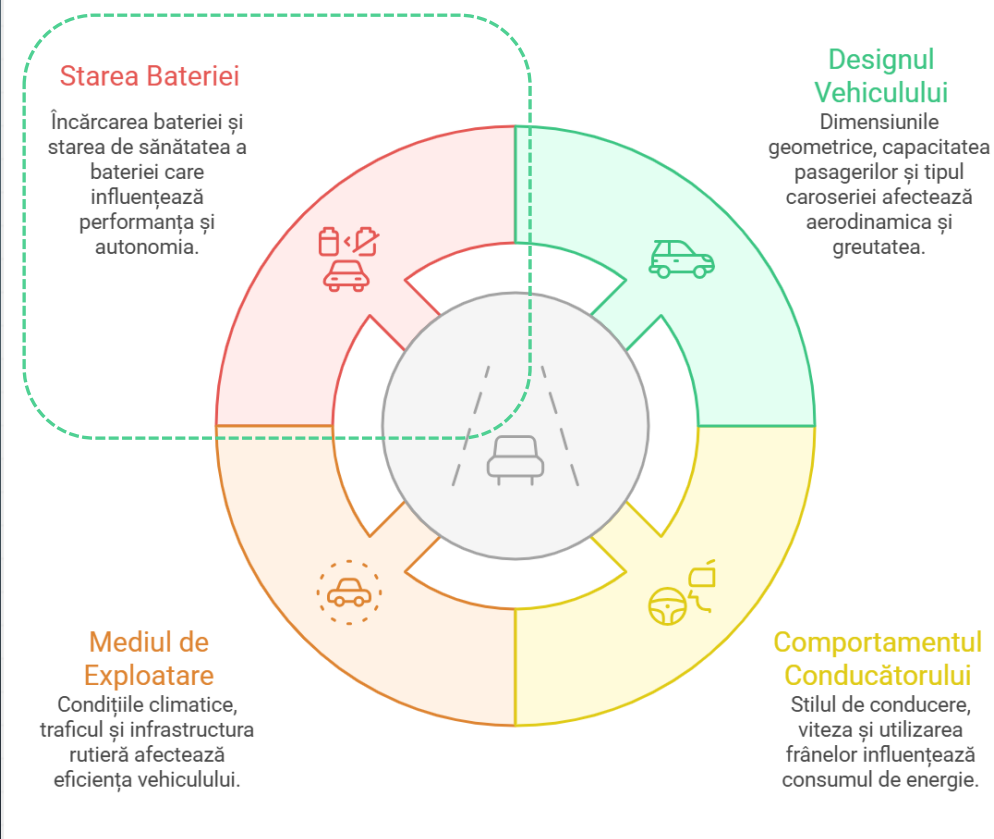 Starea Bateriei
Încărcarea bateriei și
starea de sănătatea a
bateriei care
influențează
performanța și
autonomia.
Designul
Vehiculului
Dimensiunile
geometrice, capacitatea
pasagerilor și tipul
caroseriei afectează
aerodinamica și
greutatea.
Mediul de
Exploatare
Condițiile climatice,
traficul și infrastructura
rutieră afectează
eficiența vehiculului.
Comportamentul
Conducătorului
Stilul de conducere,
viteza și utilizarea
frânelor influențează
consumul de energie.